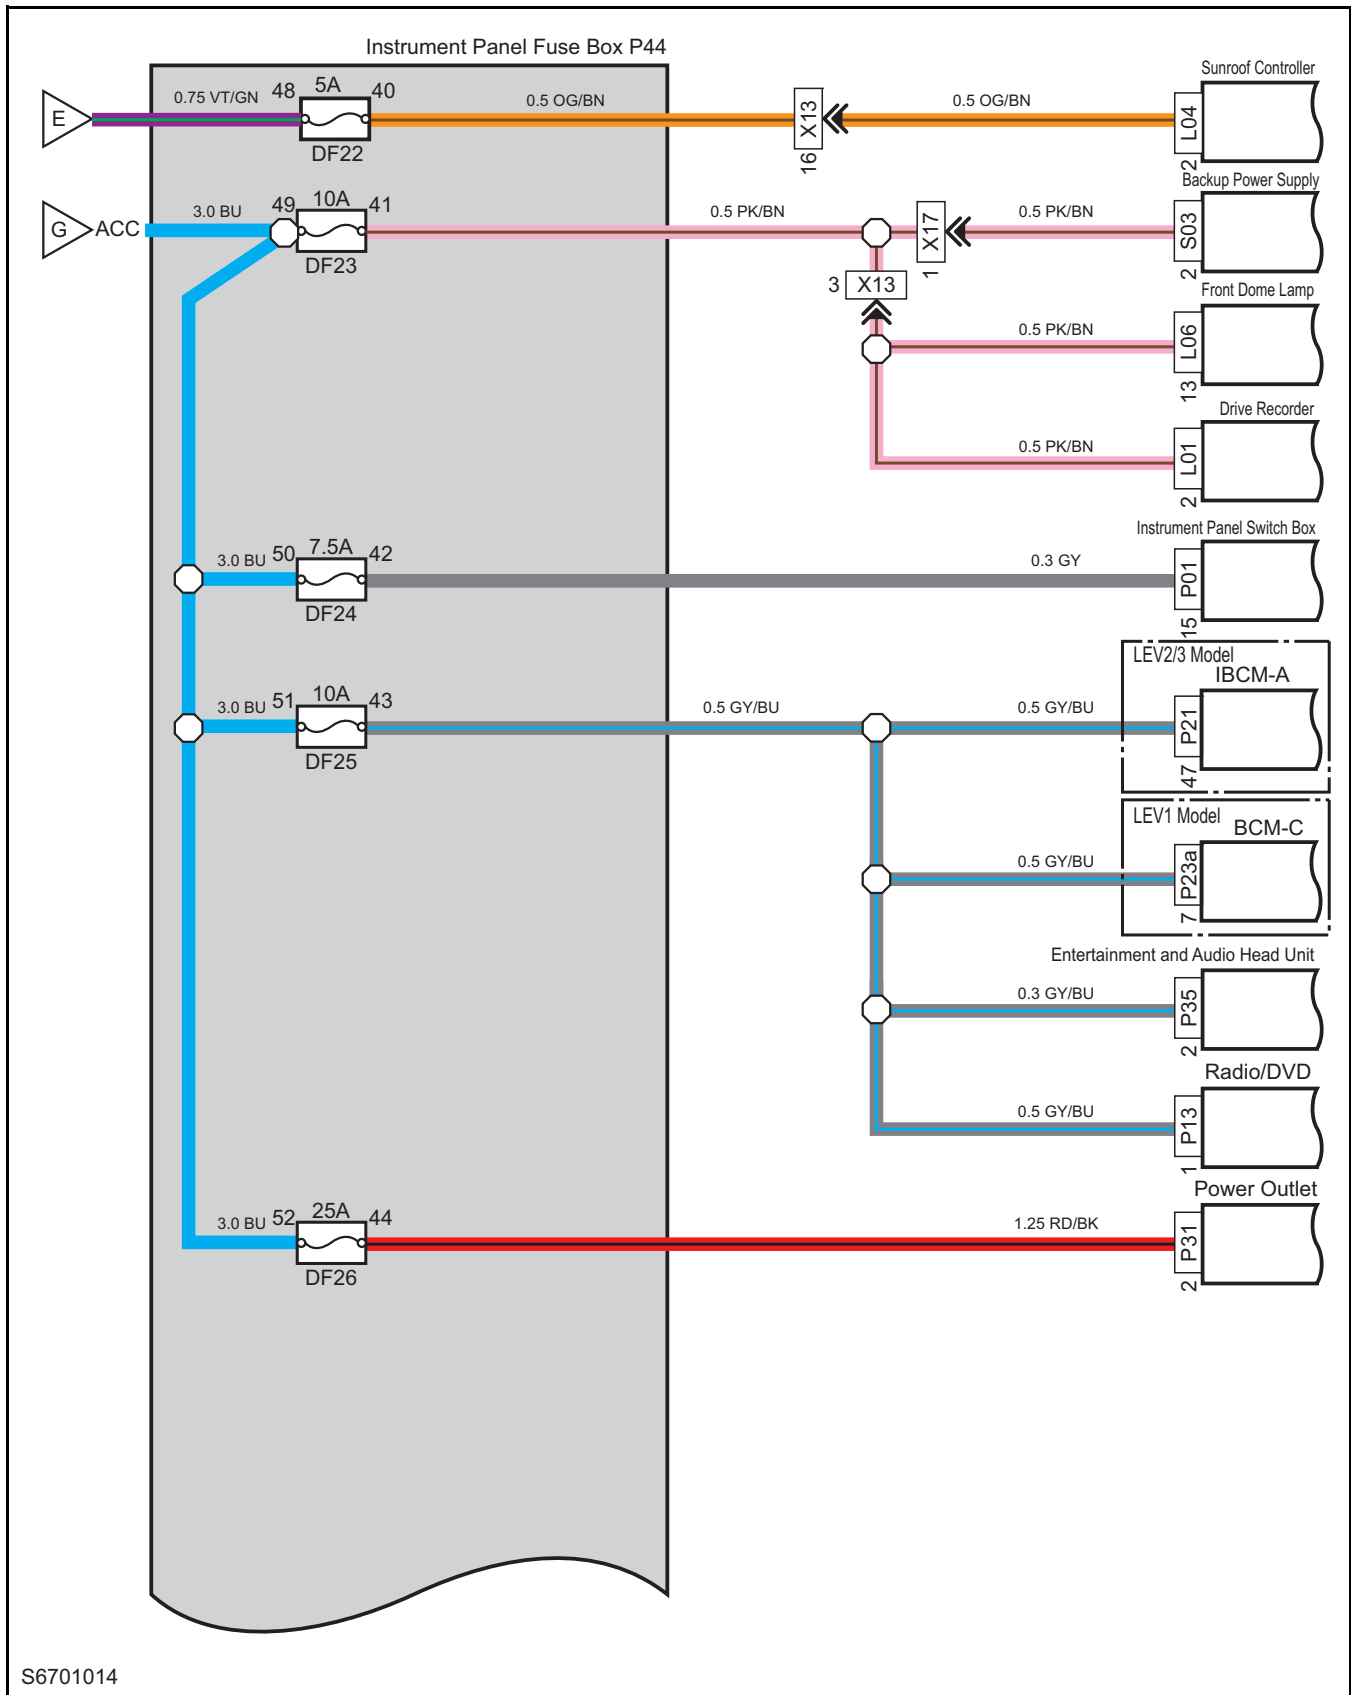 Instrument Panel Fuse Box P44
Sunroof Controller
E
0.75 VT/GN
48
5A
40
0.5 OG/BN
X13
16
0.5 OG/BN
L04
2
DF22
Backup Power Supply
G
ACC
3.0 BU
49
10A
41
0.5 PK/BN
X17
1
0.5 PK/BN
S03
2
DF23
3
X13
Front Dome Lamp
0.5 PK/BN
L06
13
Drive Recorder
0.5 PK/BN
L01
2
Instrument Panel Switch Box
3.0 BU
50
7.5A
42
0.3 GY
P01
15
DF24
LEV2/3 Model
IBCM-A
3.0 BU
51
10A
43
0.5 GY/BU
0.5 GY/BU
P21
47
DF25
LEV1 Model
BCM-C
0.5 GY/BU
P23a
7
Entertainment and Audio Head Unit
0.3 GY/BU
P35
2
Radio/DVD
0.5 GY/BU
P13
1
Power Outlet
3.0 BU
52
25A
44
1.25 RD/BK
P31
2
DF26
S6701014